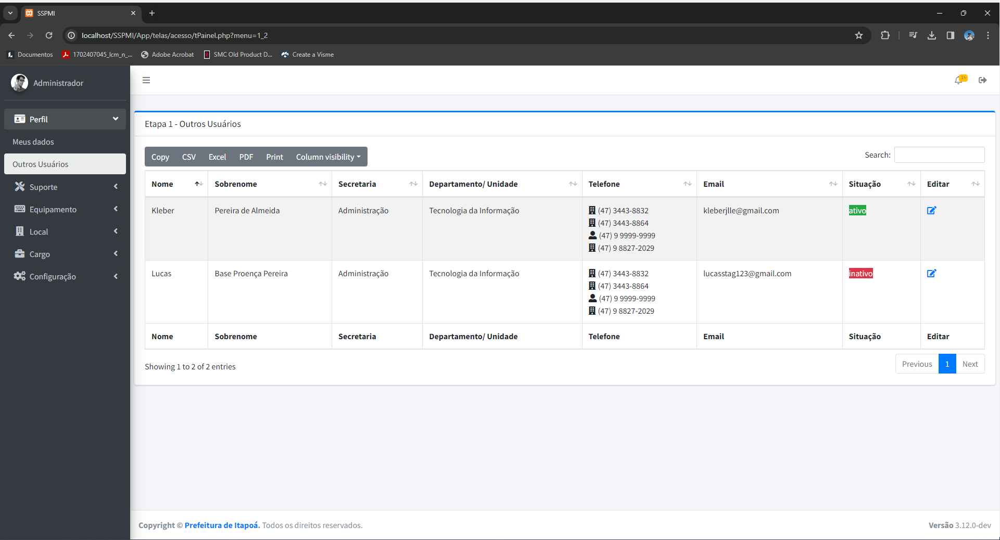 SSPMI
localhost/SSPMI/App/telas/acesso/tPainel.php?menu=1_2
Documentos 1702407045_lcm_n_... Adobe Acrobat SMC Old Product D... Create a Visme
Administrador
15
Perfil
Meus dados
Outros Usuários
Suporte
Equipamento
Local
Cargo
Configuração
Etapa 1 - Outros Usuários
Copy CSV Excel PDF Print Column visibility
Search:
Nome Sobrenome Secretaria Departamento/ Unidade Telefone Email Situação Editar
Kleber Pereira de Almeida Administração Tecnologia da Informação (47) 3443-8832 kleberjlle@gmail.com ativo
(47) 3443-8864
(47) 9 9999-9999
(47) 9 8827-2029
Lucas Base Proença Pereira Administração Tecnologia da Informação (47) 3443-8832 lucasstag123@gmail.com inativo
(47) 3443-8864
(47) 9 9999-9999
(47) 9 8827-2029
Nome Sobrenome Secretaria Departamento/ Unidade Telefone Email Situação Editar
Showing 1 to 2 of 2 entries
Previous 1 Next
Copyright © Prefeitura de Itapoá. Todos os direitos reservados.
Versão 3.12.0-dev